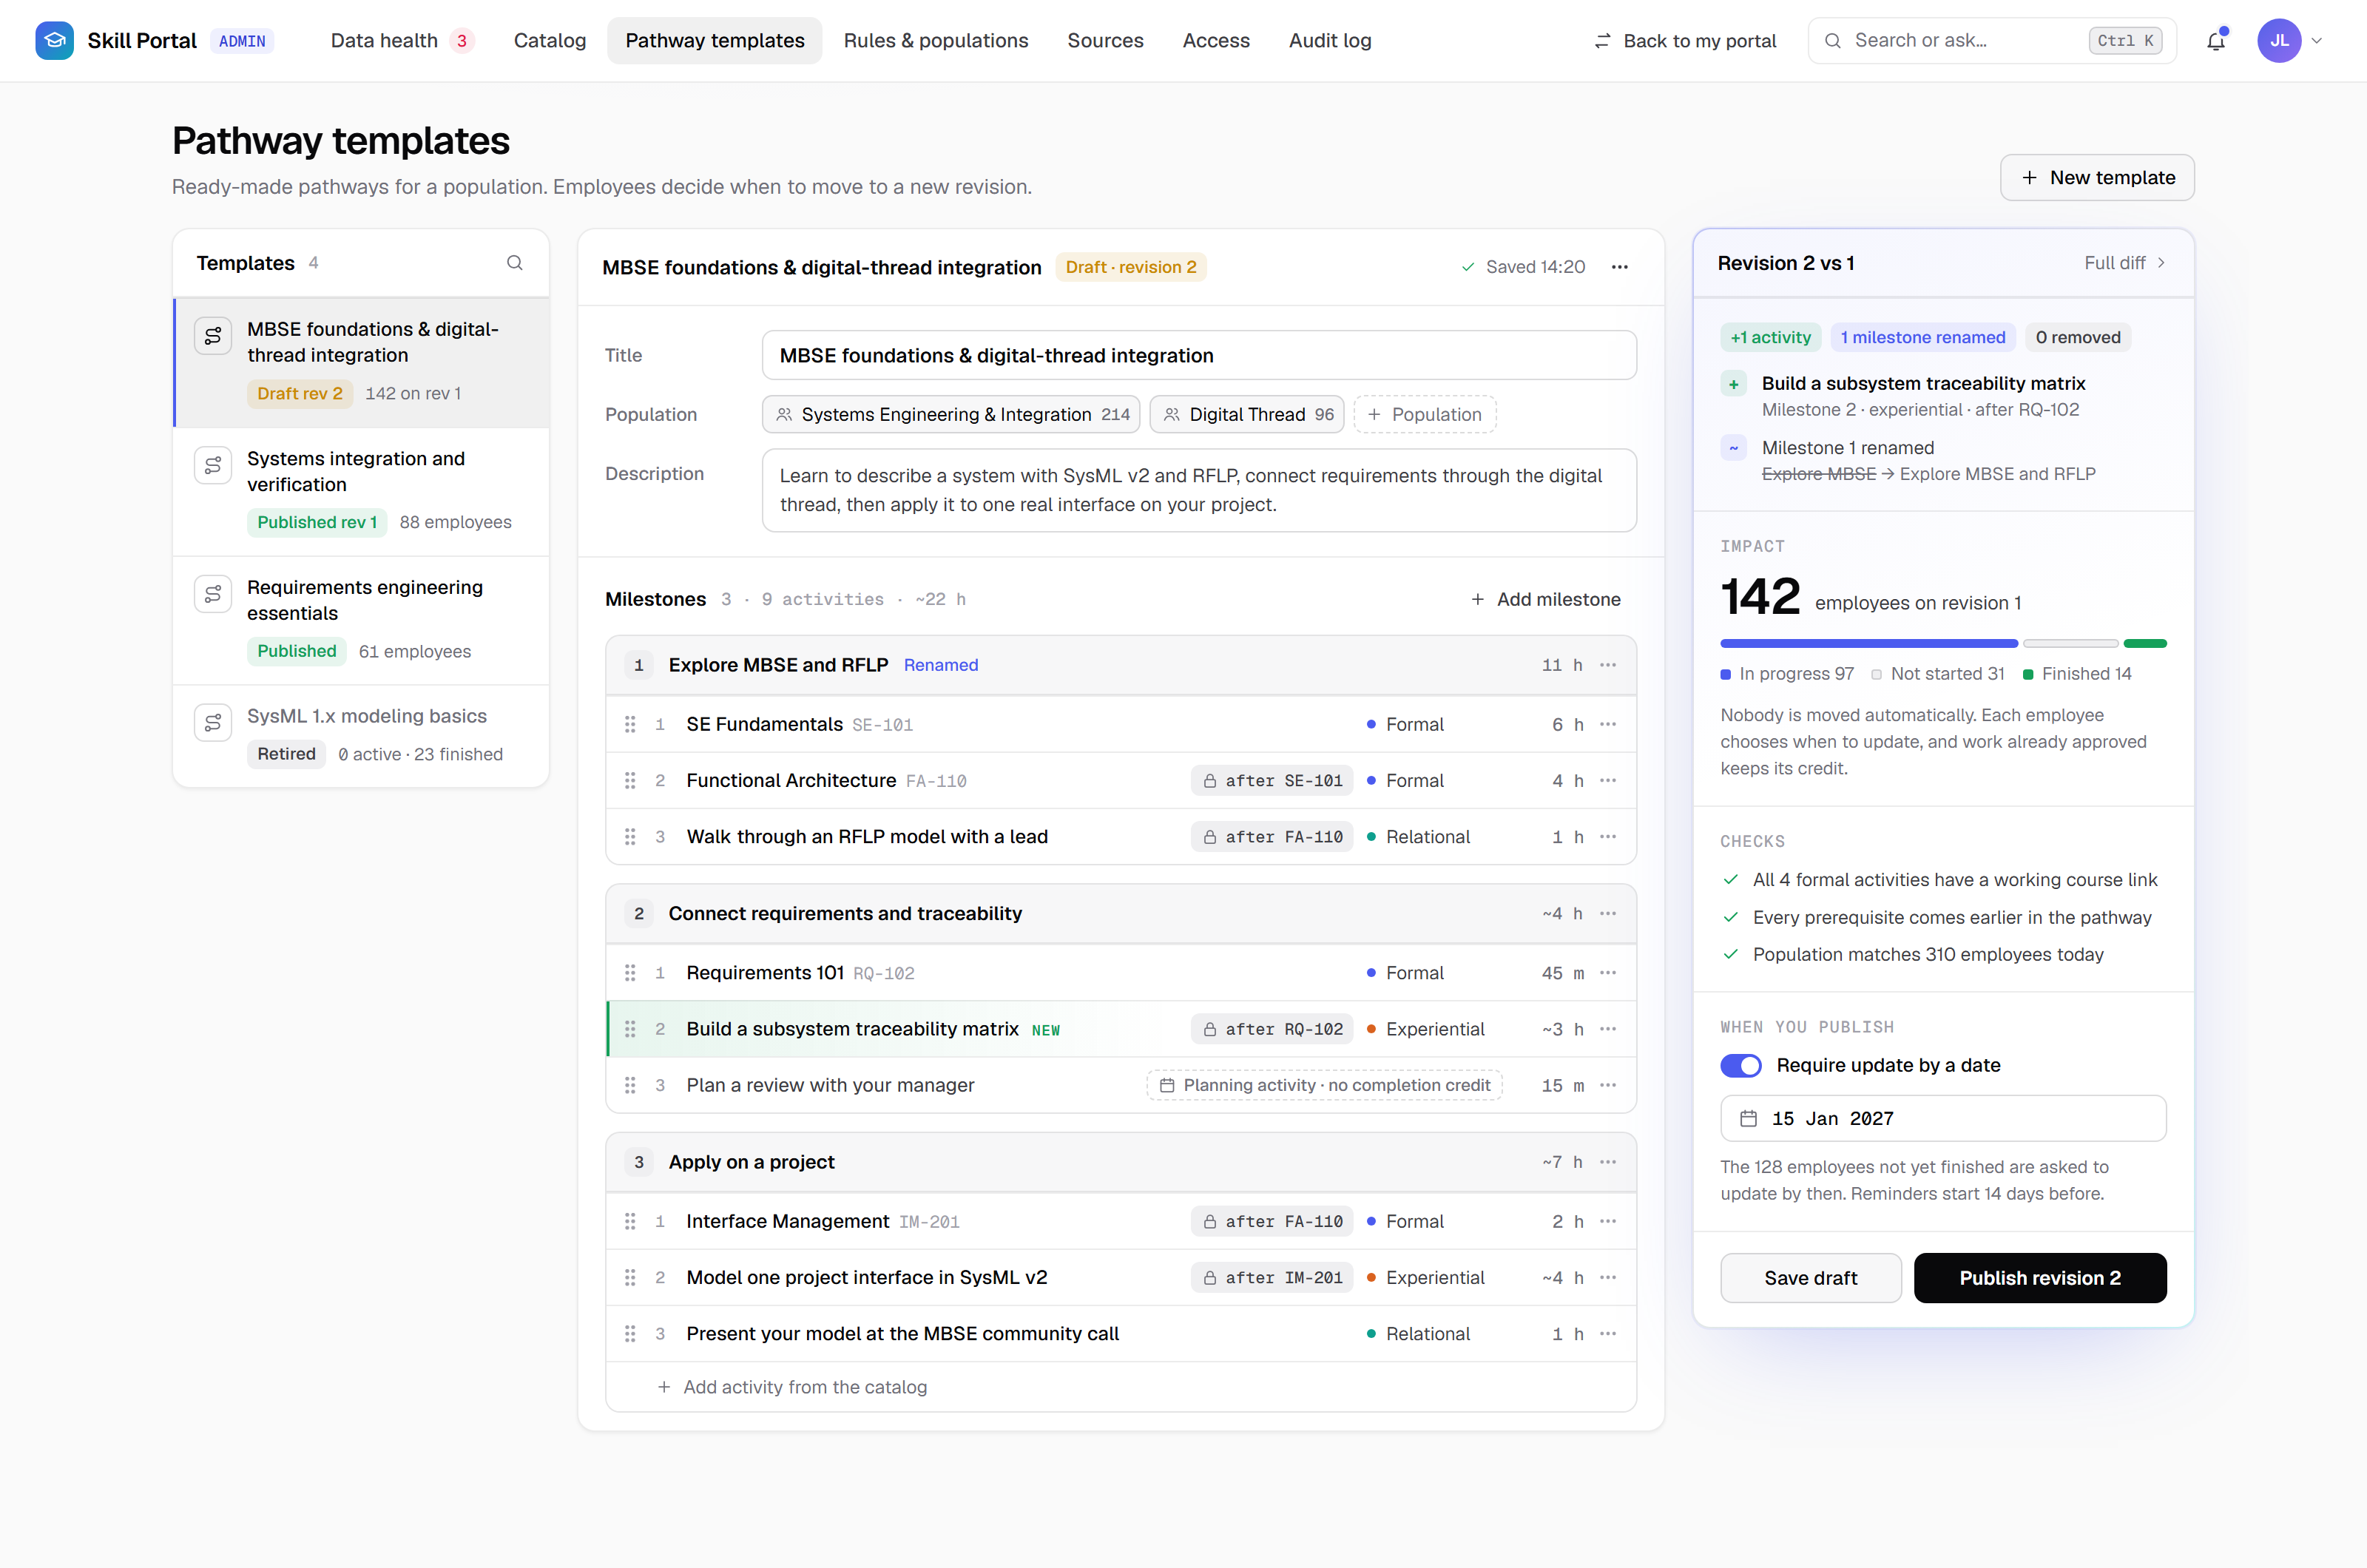 Skill Portal ADMIN Data health 3 Catalog Pathway templates Rules & populations Sources Access Audit log Back to my portal Search or ask... Ctrl K JL
Pathway templates
Ready-made pathways for a population. Employees decide when to move to a new revision.
New template
Templates 4
MBSE foundations & digital-
thread integration
Draft rev 2 142 on rev 1
Systems integration and
verification
Published rev 1 88 employees
Requirements engineering
essentials
Published 61 employees
SysML 1.x modeling basics
Retired 0 active · 23 finished
MBSE foundations & digital-thread integration Draft · revision 2 Saved 14:20
Title MBSE foundations & digital-thread integration
Population Systems Engineering & Integration 214 Digital Thread 96 + Population
Description Learn to describe a system with SysML v2 and RFLP, connect requirements through the digital
thread, then apply it to one real interface on your project.
Milestones 3 · 9 activities · ~22 h + Add milestone
1 Explore MBSE and RFLP Renamed 11 h
1 SE Fundamentals SE-101 Formal 6 h
2 Functional Architecture FA-110 after SE-101 Formal 4 h
3 Walk through an RFLP model with a lead after FA-110 Relational 1 h
2 Connect requirements and traceability ~4 h
1 Requirements 101 RQ-102 Formal 45 m
2 Build a subsystem traceability matrix NEW after RQ-102 Experiential ~3 h
3 Plan a review with your manager Planning activity · no completion credit 15 m
3 Apply on a project ~7 h
1 Interface Management IM-201 after FA-110 Formal 2 h
2 Model one project interface in SysML v2 after IM-201 Experiential ~4 h
3 Present your model at the MBSE community call Relational 1 h
+ Add activity from the catalog
Revision 2 vs 1 Full diff
+1 activity 1 milestone renamed 0 removed
+ Build a subsystem traceability matrix
Milestone 2 · experiential · after RQ-102
~ Milestone 1 renamed
Explore MBSE → Explore MBSE and RFLP
IMPACT
142 employees on revision 1
In progress 97 Not started 31 Finished 14
Nobody is moved automatically. Each employee
chooses when to update, and work already approved
keeps its credit.
CHECKS
All 4 formal activities have a working course link
Every prerequisite comes earlier in the pathway
Population matches 310 employees today
WHEN YOU PUBLISH
Require update by a date
15 Jan 2027
The 128 employees not yet finished are asked to
update by then. Reminders start 14 days before.
Save draft Publish revision 2